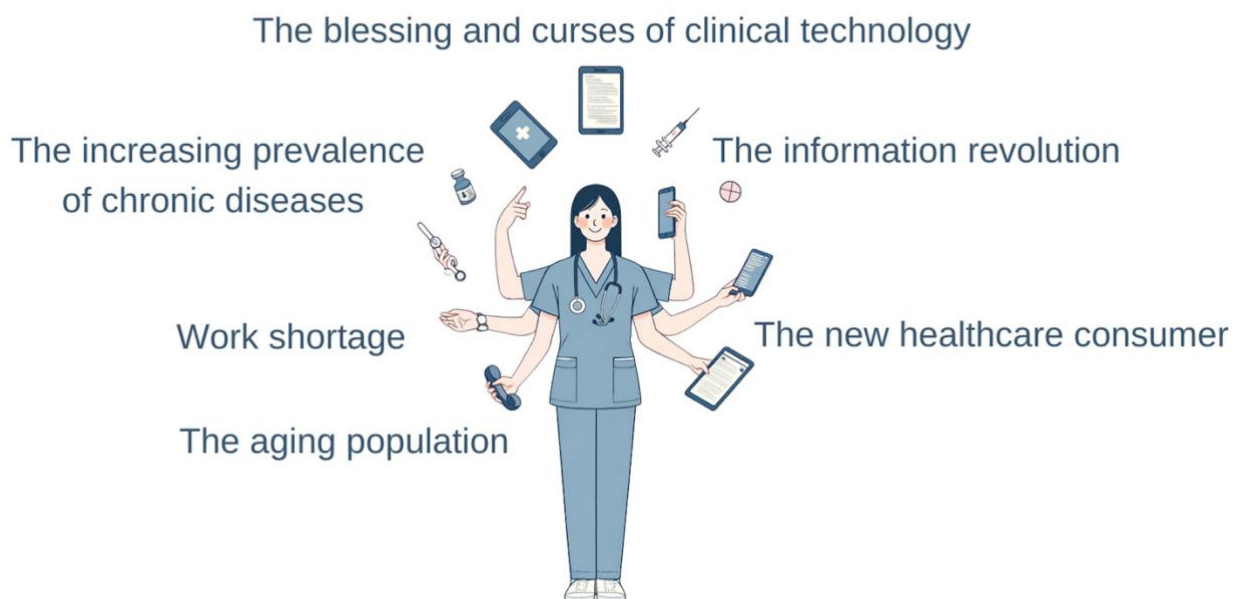 The blessing and curses of clinical technology
The increasing prevalence
of chronic diseases
The information revolution
Work shortage
The new healthcare consumer
The aging population